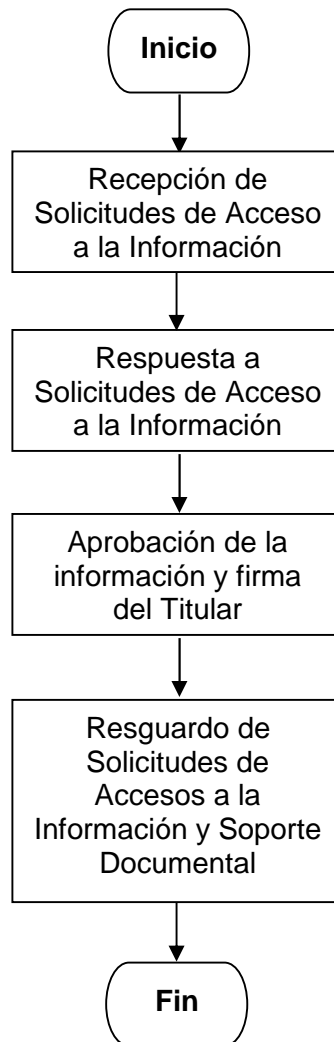 Inicio
Recepción de
Solicitudes de Acceso
a la Información
Respuesta a
Solicitudes de Acceso
a la Información
Aprobación de la
información y firma
del Titular
Resguardo de
Solicitudes de
Accesos a la
Información y Soporte
Documental
Fin